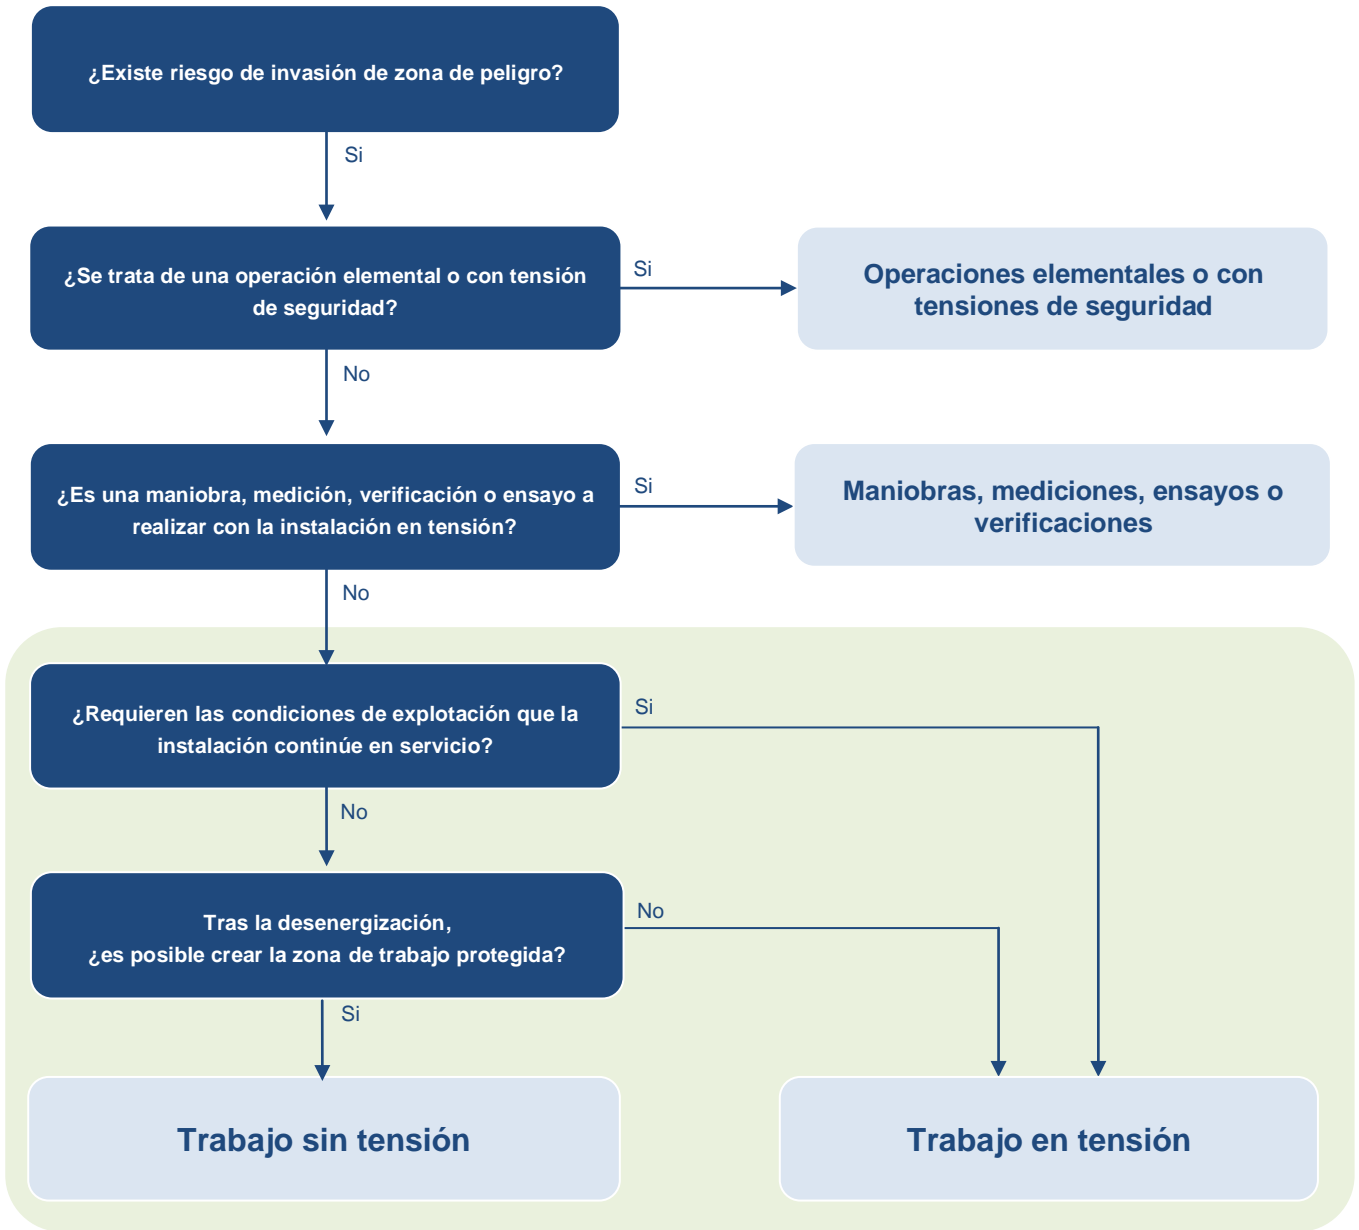 ¿Existe riesgo de invasión de zona de peligro?
Si
¿Se trata de una operación elemental o con tensión
de seguridad?
Si
Operaciones elementales o con
tensiones de seguridad
No
¿Es una maniobra, medición, verificación o ensayo a
realizar con la instalación en tensión?
Si
Maniobras, mediciones, ensayos o
verificaciones
No
¿Requieren las condiciones de explotación que la
instalación continúe en servicio?
Si
No
Tras la desenergización,
¿es posible crear la zona de trabajo protegida?
No
Si
Trabajo sin tensión
Trabajo en tensión